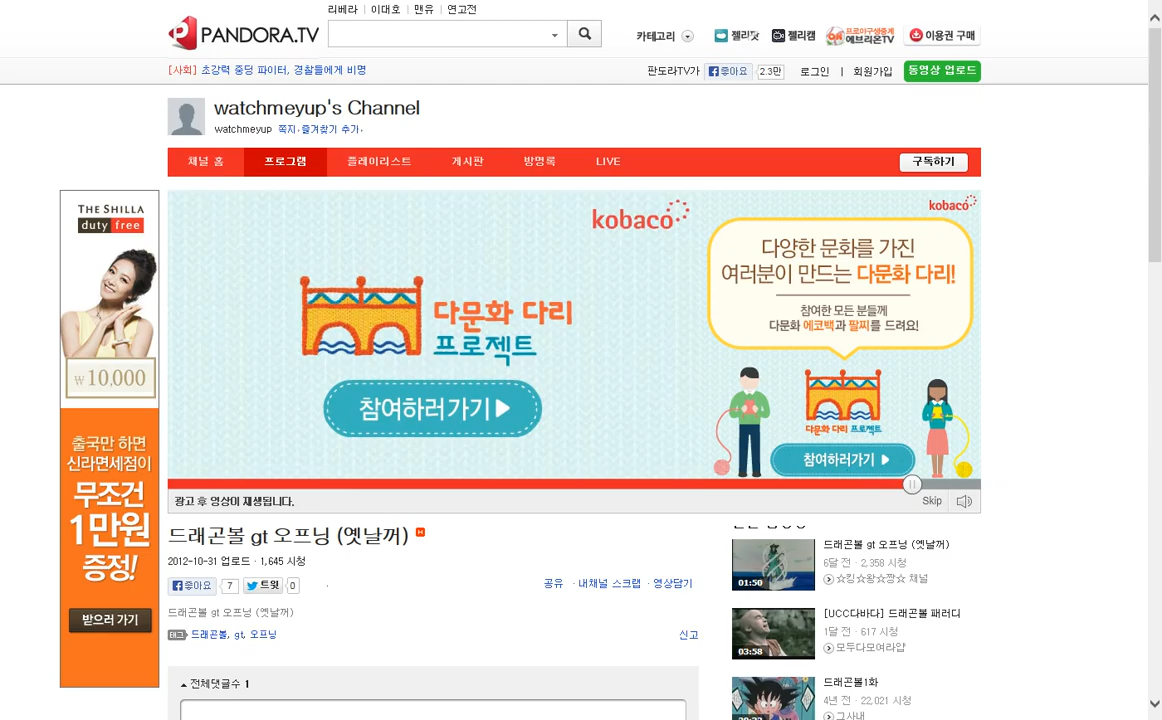 리베라 | 이대호 | 맨유 | 연고전
PANDORA.TV
카테고리
젤리팟
젤리캠
프로야구생중계
에브리온TV
이용권 구매
[사회] 초강력 중딩 파이터, 경찰들에게 비명
판도라TV가
좋아요 2.3만
로그인 | 회원가입
동영상 업로드
watchmeyup's Channel
watchmeyup 쪽지· 즐겨찾기 추가·
채널 홈
프로그램
플레이리스트
게시판
방명록
LIVE
구독하기
THE SHILLA
duty free
₩10,000
출국만 하면
신라면세점이
무조건
1만원
증정!
받으러 가기
kobaco
다문화 다리
프로젝트
참여하러가기▶
kobaco
다양한 문화를 가진
여러분이 만드는 다문화 다리!
참여한 모든 분들께
다문화 에코백과 팔찌를 드려요!
다문화 다리 프로젝트
참여하러가기 ▶
광고 후 영상이 재생됩니다.
Skip
드래곤볼 gt 오프닝 (옛날꺼)
H
2012-10-31 업로드 · 1,645 시청
좋아요 7 트윗 0
공유 · 내채널 스크랩 · 영상담기
드래곤볼 gt 오프닝 (옛날꺼)
태그 드래곤볼, gt, 오프닝
신고
전체댓글수 1
01:50
드래곤볼 gt 오프닝 (옛날꺼)
6달 전 · 2,358 시청
☆킹☆왕☆짱☆ 채널
03:58
[UCC다바다] 드래곤볼 패러디
1달 전 · 617 시청
모두다모여라얍
드래곤볼1화
4년 전 · 22,021 시청
그사내